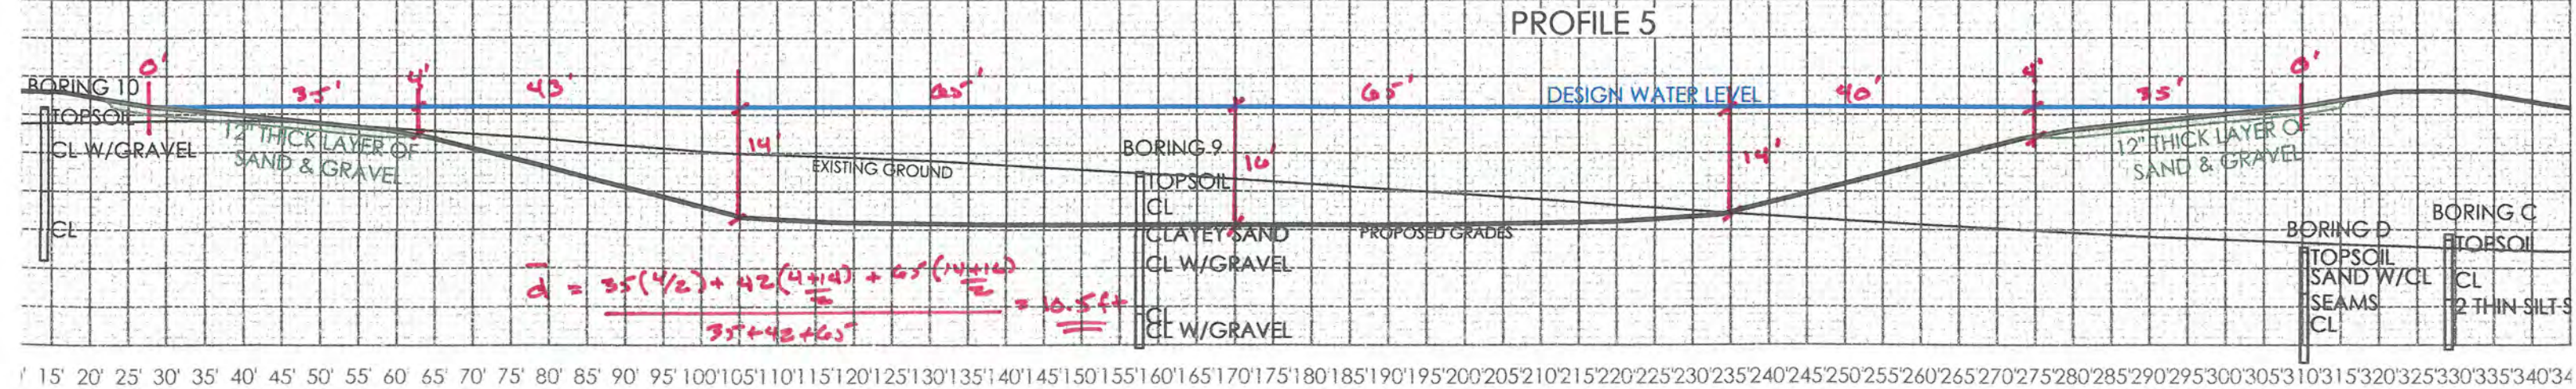 PROFILE 5
BORING 10
0'
35'
4'
43'
65'
65'
DESIGN WATER LEVEL
40'
4'
35'
0'
TOPSOIL
12" THICK LAYER OF
SAND & GRAVEL
CL W/GRAVEL
CL
14'
EXISTING GROUND
BORING 9
16'
TOPSOIL
CL
CLAYEY SAND
CL W/GRAVEL
CL
CL W/GRAVEL
PROPOSED GRADES
14'
12" THICK LAYER OF
SAND & GRAVEL
BORING D
TOPSOIL
SAND W/CL
SEAMS
CL
BORING C
TOPSOIL
CL
2 THIN SILT-S
d = 35(4/2) + 42(4+14/2) + 65(14+16/2) = 10.5 ft
35+42+65
' 15' 20' 25' 30' 35' 40' 45' 50' 55' 60' 65' 70' 75' 80' 85' 90' 95' 100' 105' 110' 115' 120' 125' 130' 135' 140' 145' 150' 155' 160' 165' 170' 175' 180' 185' 190' 195' 200' 205' 210' 215' 220' 225' 230' 235' 240' 245' 250' 255' 260' 265' 270' 275' 280' 285' 290' 295' 300' 305' 310' 315' 320' 325' 330' 335' 340' 34